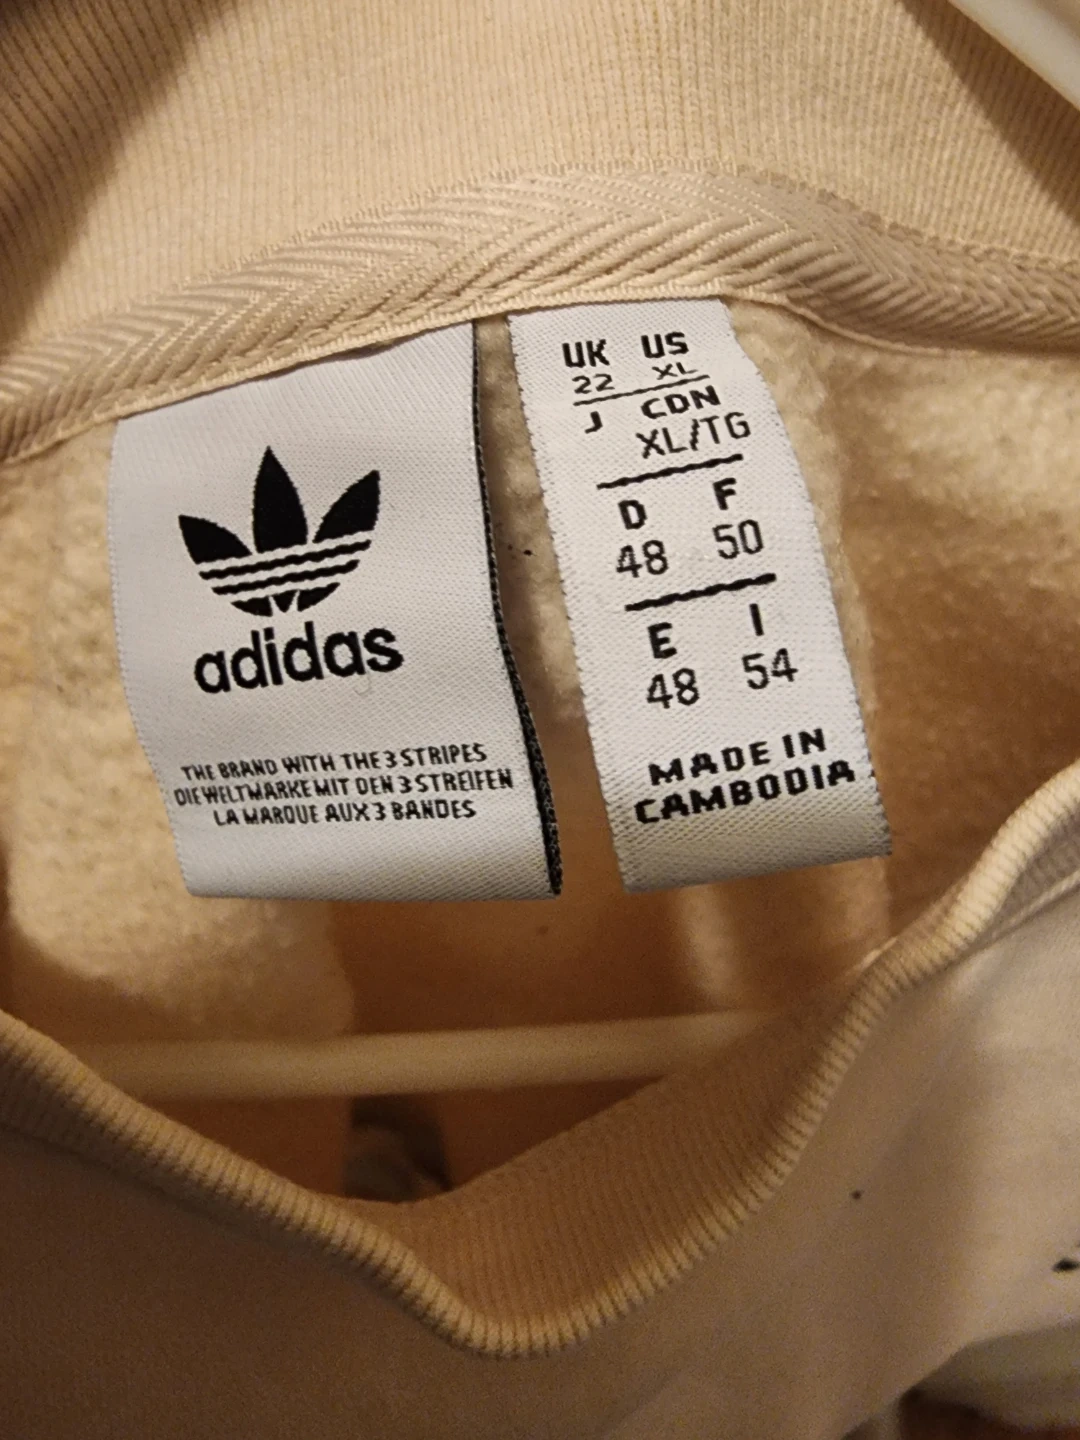 adidas
THE BRAND WITH THE 3 STRIPES
DIE WELTMARKE MIT DEN 3 STREIFEN
LA MARQUE AUX 3 BANDES
UK US
22 XL
J CDN
XL/TG
D F
48 50
E I
48 54
MADE IN
CAMBODIA